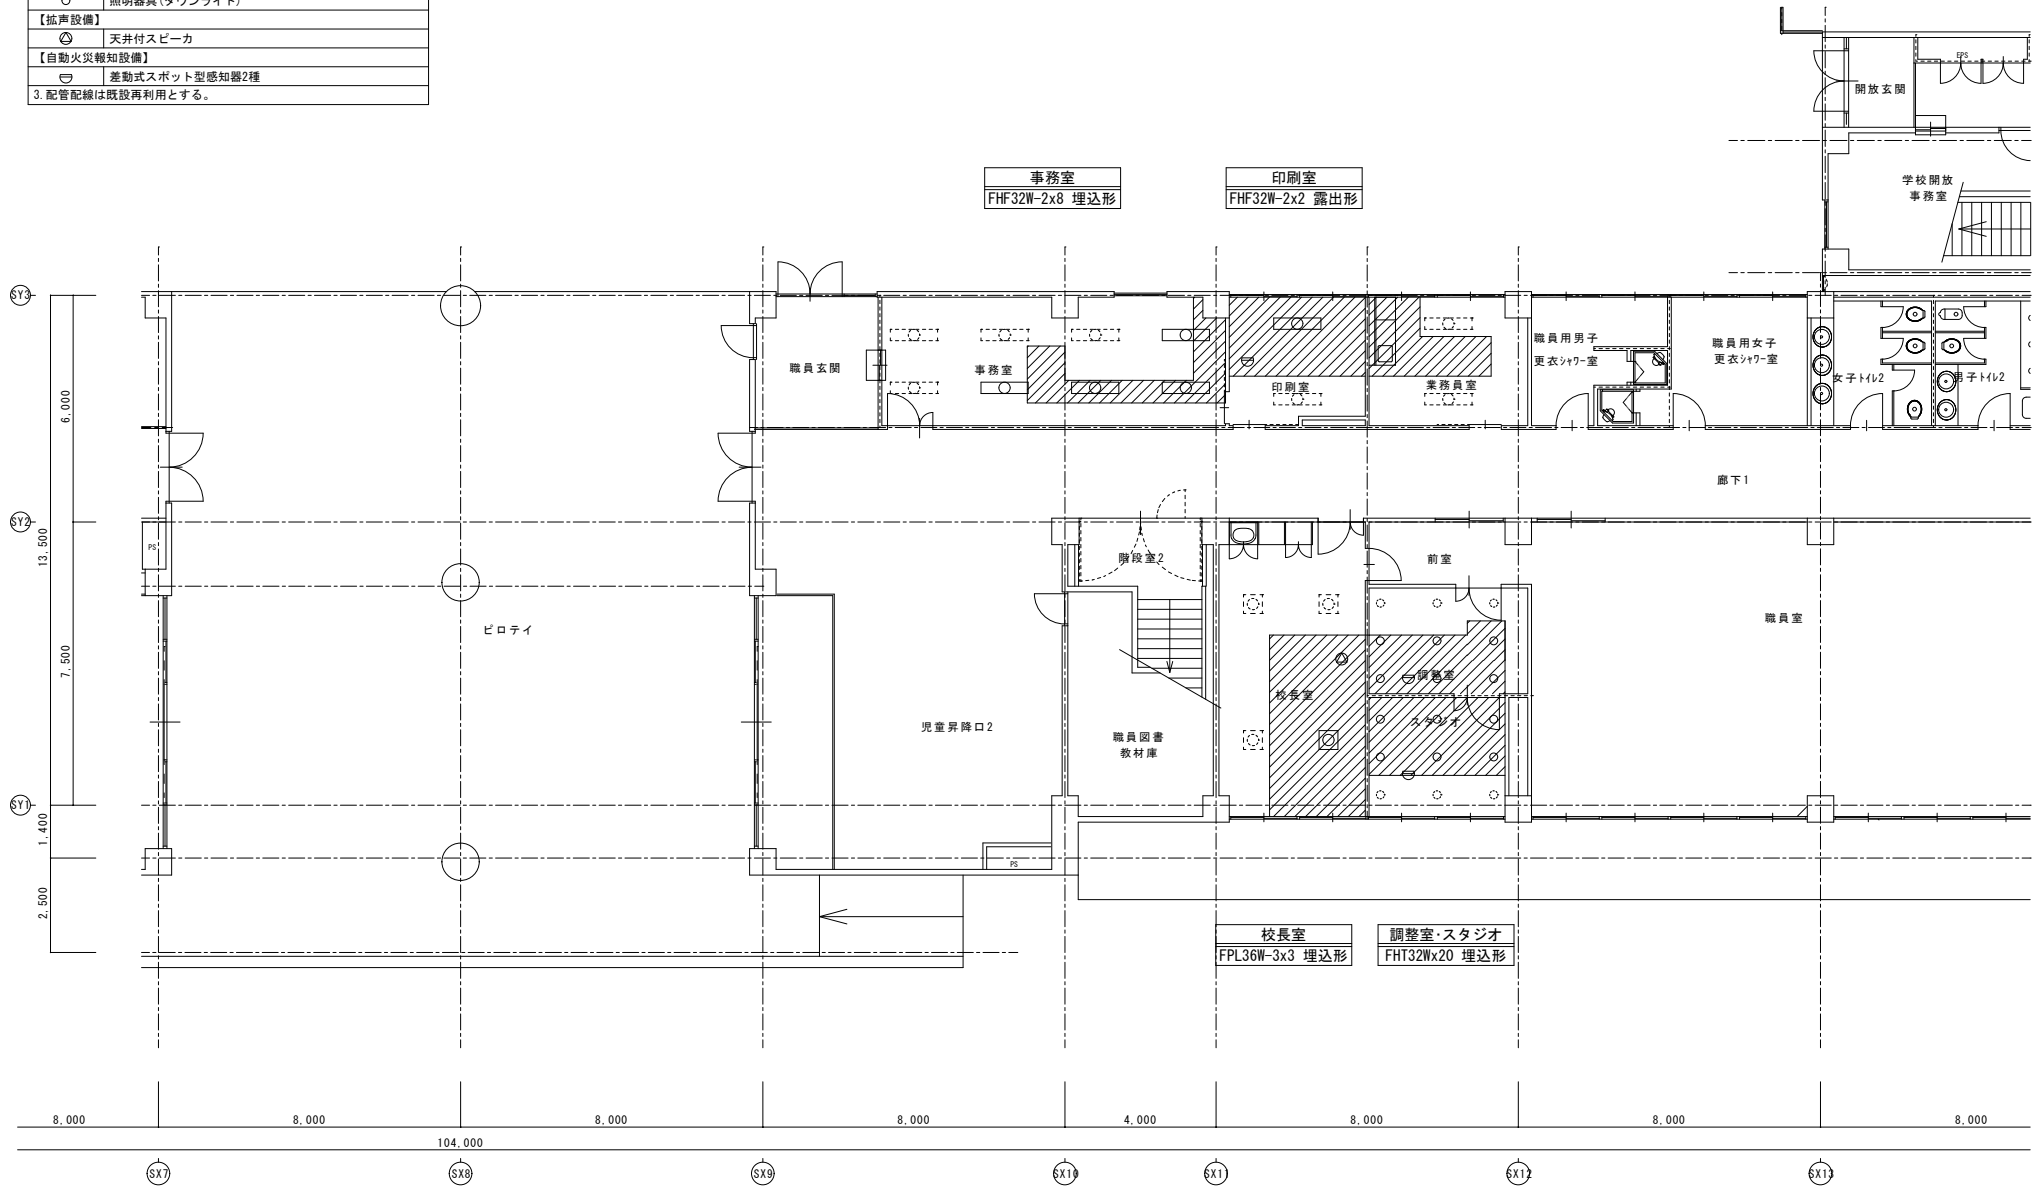 照明器具(ダウンライト)
【拡声設備】
天井付スピーカ
【自動火災報知設備】
差動式スポット型感知器2種
3.配管配線は既設再利用とする。
EPS
開放玄関
学校開放
事務室
事務室
FHF32W-2x8 埋込形
印刷室
FHF32W-2x2 露出形
SY3
職員玄関
事務室
印刷室
業務員室
職員用男子
更衣シャワー室
職員用女子
更衣シャワー室
女子トイレ2
男子トイレ2
6,000
廊下1
SY2
13,500
PS
階段室2
前室
ピロテイ
職員室
7,500
調整室
校長室
スタジオ
児童昇降口2
職員図書
教材庫
SY1
1,400
PS
2,500
校長室
FPL36W-3x3 埋込形
調整室・スタジオ
FHT32Wx20 埋込形
8,000
8,000
8,000
8,000
4,000
8,000
8,000
8,000
104,000
SX7
SX8
SX9
SX10
SX11
SX12
SX13